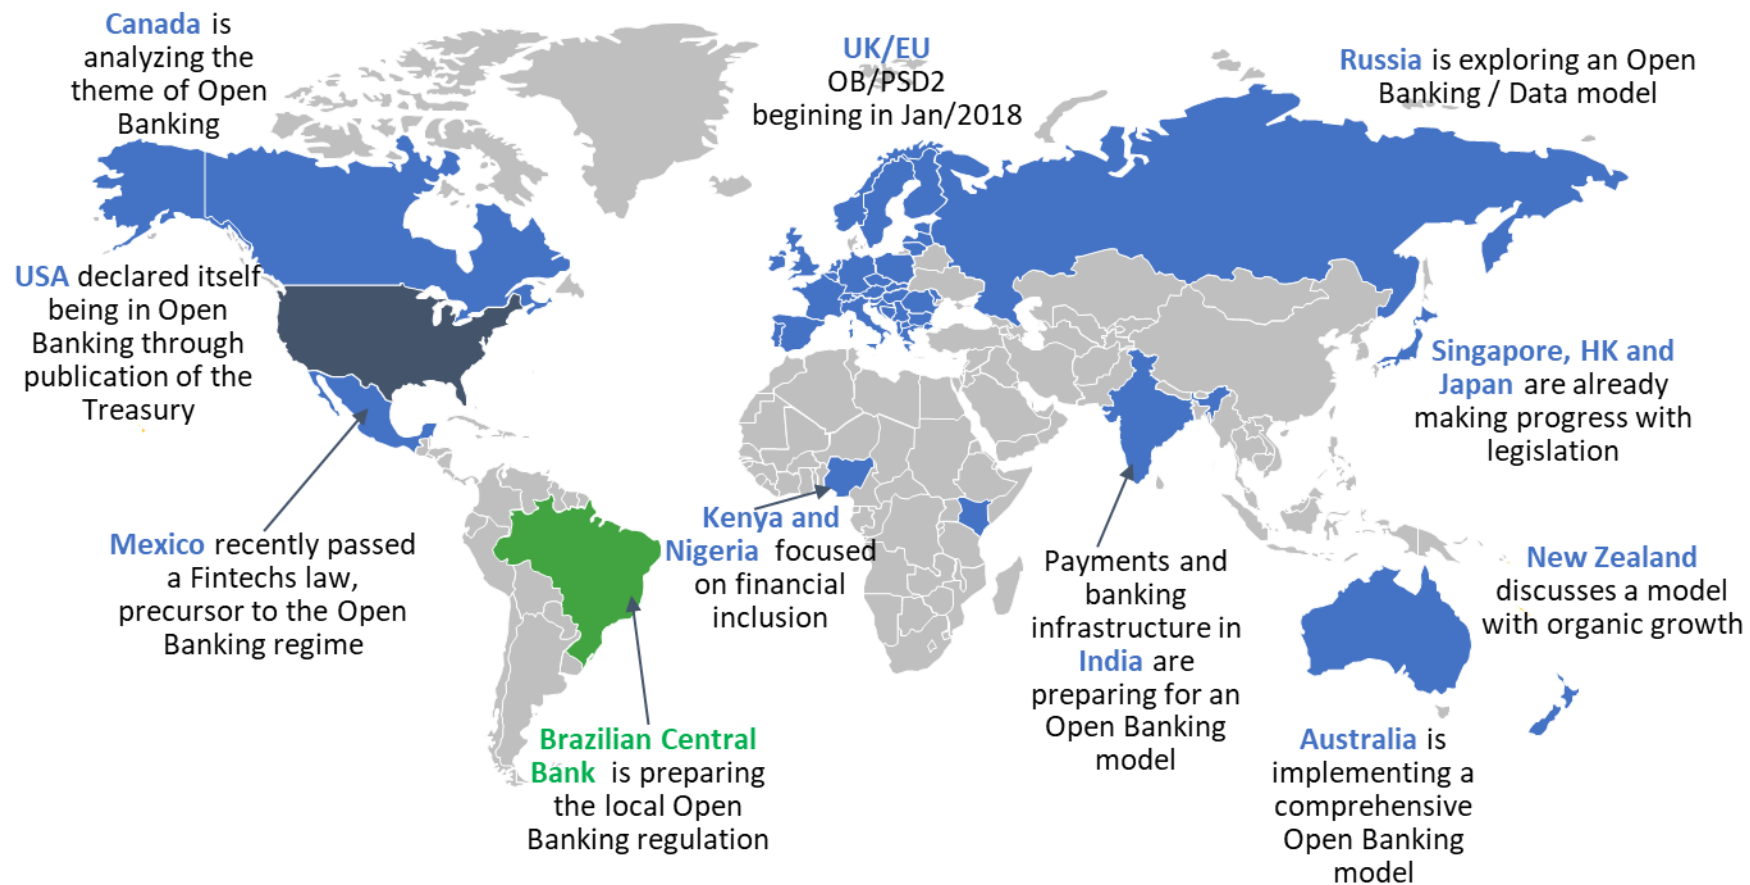 Canada is
analyzing the
theme of Open
Banking
UK/EU
OB/PSD2
begining in Jan/2018
Russia is exploring an Open
Banking / Data model
USA declared itself
being in Open
Banking through
publication of the
Treasury
Singapore, HK and
Japan are already
making progress with
legislation
Mexico recently passed
a Fintechs law,
precursor to the Open
Banking regime
Kenya and
Nigeria focused
on financial
inclusion
Payments and
banking
infrastructure in
India are
preparing for an
Open Banking
model
New Zealand
discusses a model
with organic growth
Brazilian Central
Bank is preparing
the local Open
Banking regulation
Australia is
implementing a
comprehensive
Open Banking
model